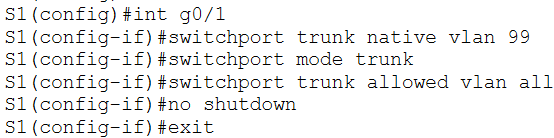 S1(config)#int g0/1
S1(config-if)#switchport trunk native vlan 99
S1(config-if)#switchport mode trunk
S1(config-if)#switchport trunk allowed vlan all
S1(config-if)#no shutdown
S1(config-if)#exit